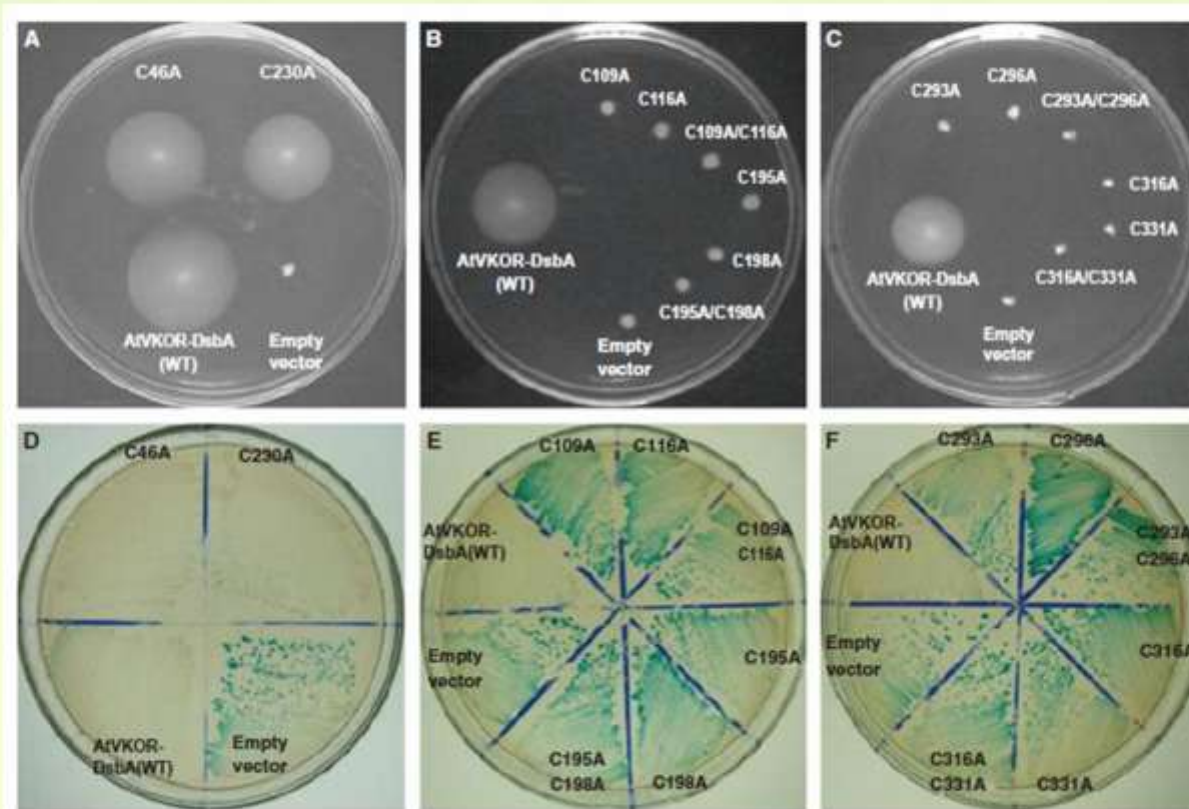 A
C46A
C230A
AtVKOR-DsbA
(WT)
Empty
vector
B
C109A
C116A
C109A/C116A
C195A
AtVKOR-DsbA
(WT)
C198A
C195A/C198A
Empty
vector
C
C296A
C293A
C293A/C296A
C316A
C331A
AtVKOR-DsbA
(WT)
C316A/C331A
Empty
vector
D
C46A
C230A
AtVKOR-
DsbA(WT)
Empty
vector
E
C109A
C116A
AtVKOR-
DsbA(WT)
C109A
C116A
C195A
Empty
vector
C195A
C198A
C198A
F
C293A
C296A
AtVKOR-
DsbA(WT)
C293A
C296A
Empty
vector
C316A
C316A
C331A
C331A